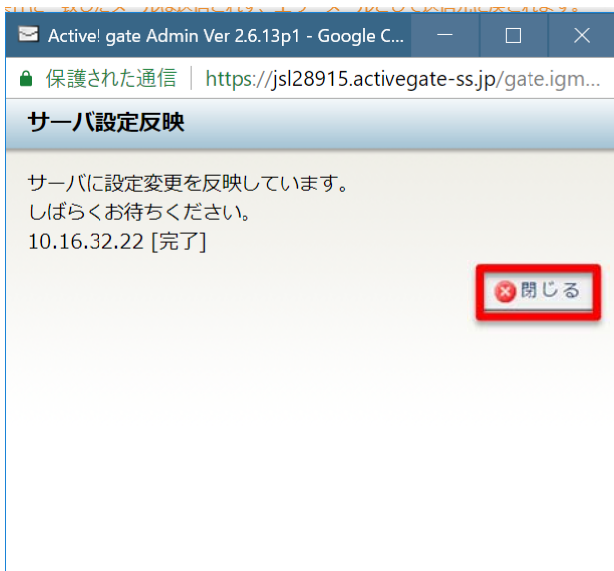 Active! gate Admin Ver 2.6.13p1 - Google C...
保護された通信 | https://jsl28915.activegate-ss.jp/gate.igm...
サーバ設定反映
サーバに設定変更を反映しています。
しばらくお待ちください。
10.16.32.22 [完了]
閉じる